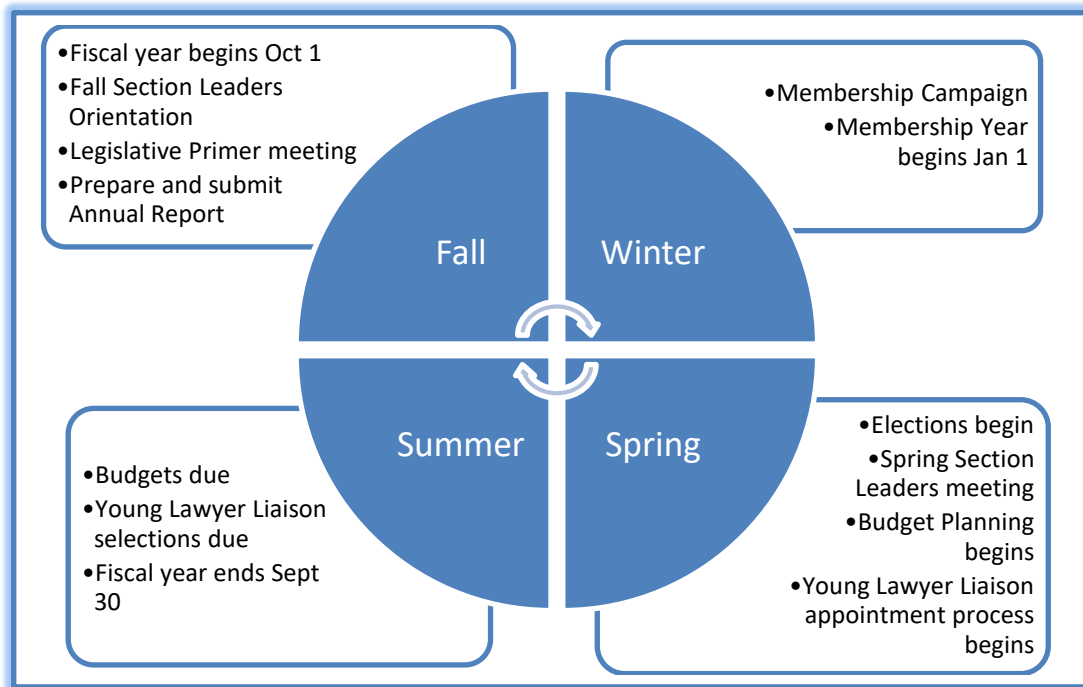 •Fiscal year begins Oct 1
•Fall Section Leaders
Orientation
•Legislative Primer meeting
•Prepare and submit
Annual Report
•Membership Campaign
•Membership Year
begins Jan 1
Fall
Winter
Summer
Spring
•Budgets due
•Young Lawyer Liaison
selections due
•Fiscal year ends Sept
30
•Elections begin
•Spring Section
Leaders meeting
•Budget Planning
begins
•Young Lawyer Liaison
appointment process
begins